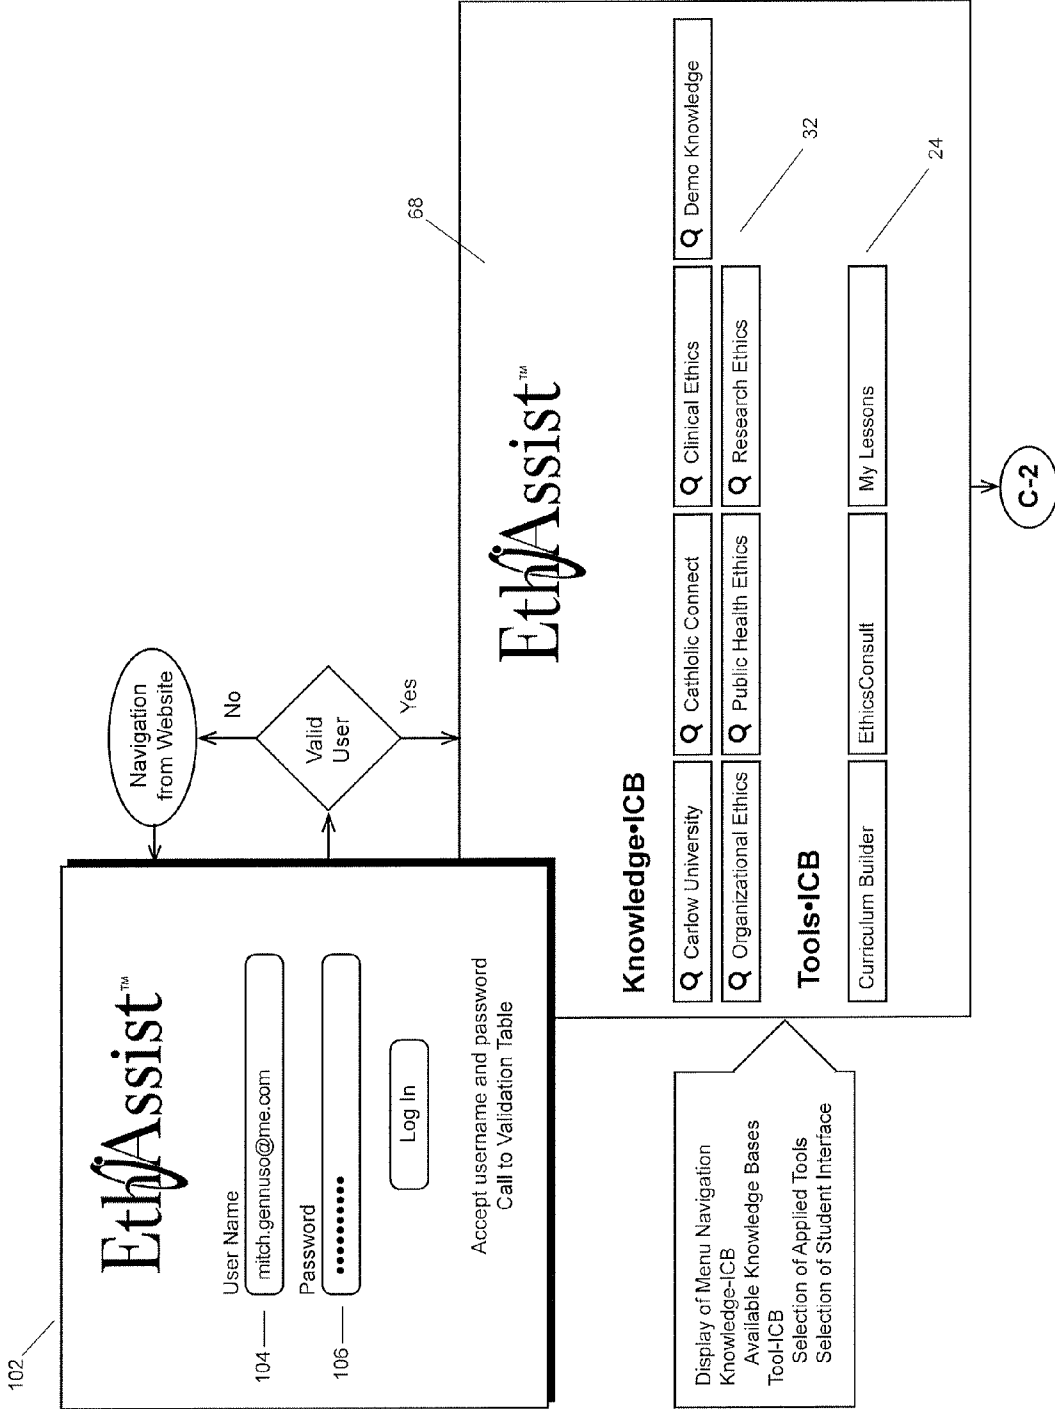 102
EthiAssist™
User Name
104
mitch.gennuso@me.com
Password
106
••••••••••
Log In
Accept username and password
Call to Validation Table
Navigation
from Website
No
Valid
User
Yes
68
EthiAssist™
Knowledge•ICB
Carlow University
Cathlolic Connect
Clinical Ethics
Demo Knowledge
Organizational Ethics
Public Health Ethics
Research Ethics
32
Tools•ICB
Curriculum Builder
EthicsConsult
My Lessons
24
Display of Menu Navigation
Knowledge-ICB
Available Knowledge Bases
Tool-ICB
Selection of Applied Tools
Selection of Student Interface
C-2